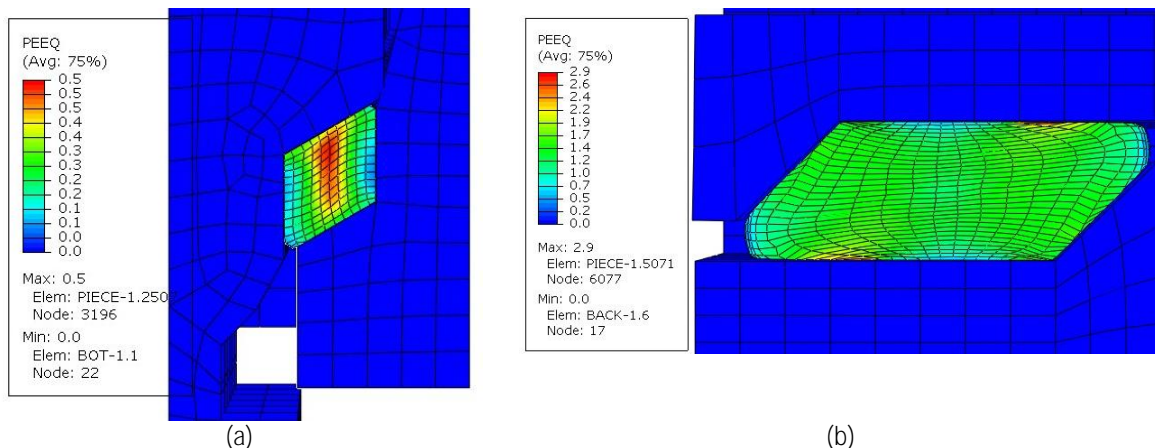 PEEQ
(Avg: 75%)
0.5
0.5
0.4
0.4
0.3
0.3
0.2
0.2
0.1
0.1
0.1
0.0
0.0
Max: 0.5
Elem: PIECE-1.250
Node: 3196
Min: 0.0
Elem: BOT-1.1
Node: 22
(a)
PEEQ
(Avg: 75%)
2.9
2.6
2.4
2.2
1.9
1.7
1.4
1.2
1.0
0.7
0.5
0.2
0.0
Max: 2.9
Elem: PIECE-1.5071
Node: 6077
Min: 0.0
Elem: BACK-1.6
Node: 17
(b)